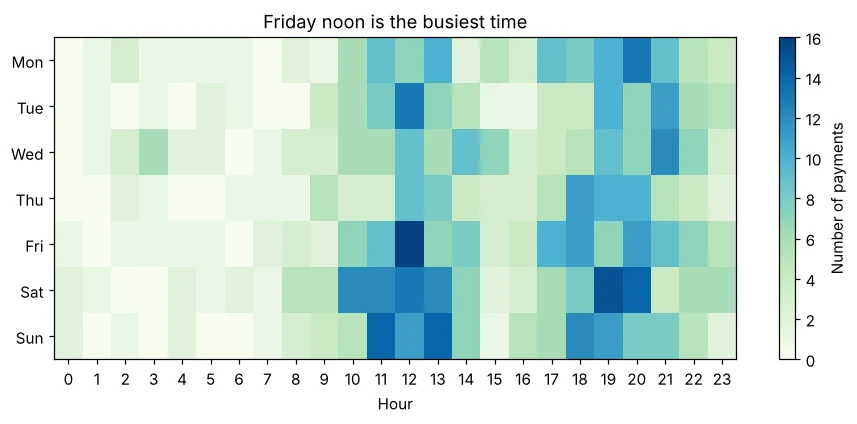 Friday noon is the busiest time
Mon
Tue
Wed
Thu
Fri
Sat
Sun
0 1 2 3 4 5 6 7 8 9 10 11 12 13 14 15 16 17 18 19 20 21 22 23
Hour
16
14
12
10
8
6
4
2
0
Number of payments